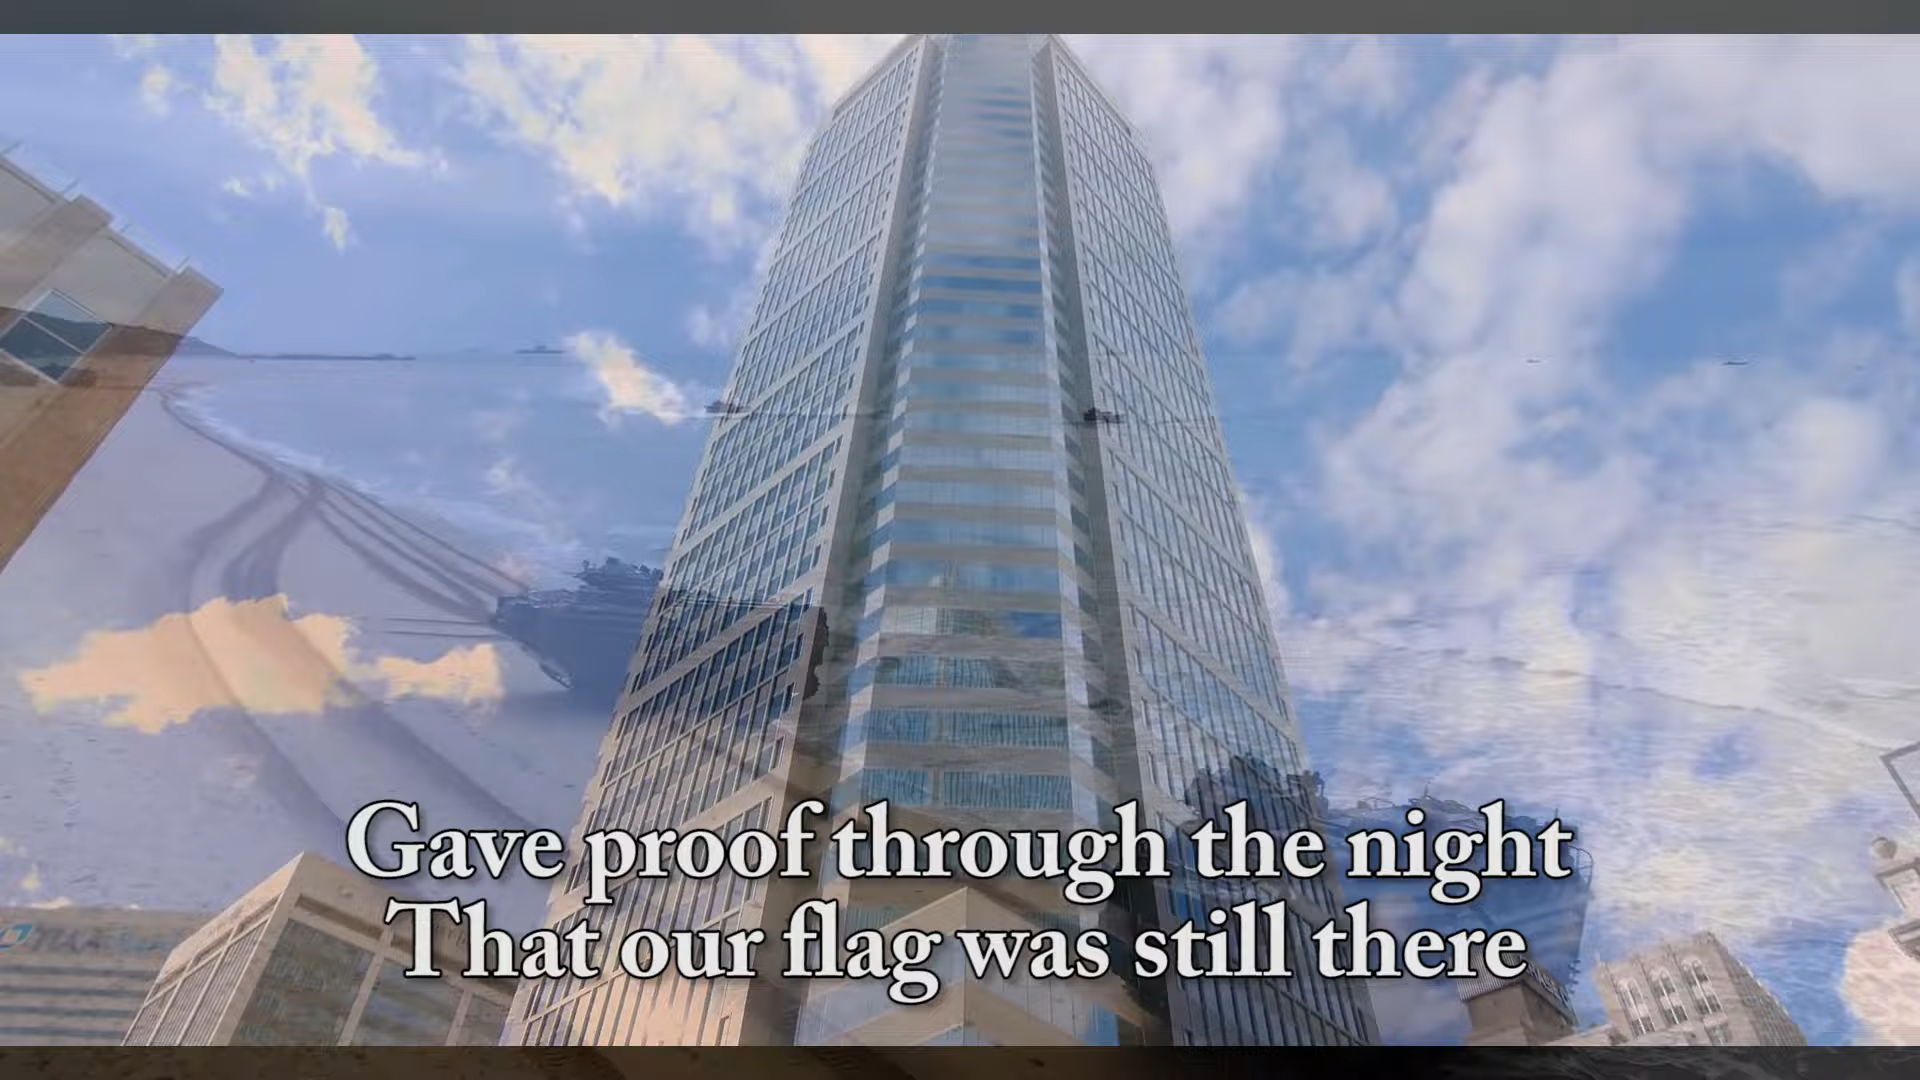 Gave proof through the night
That our flag was still there